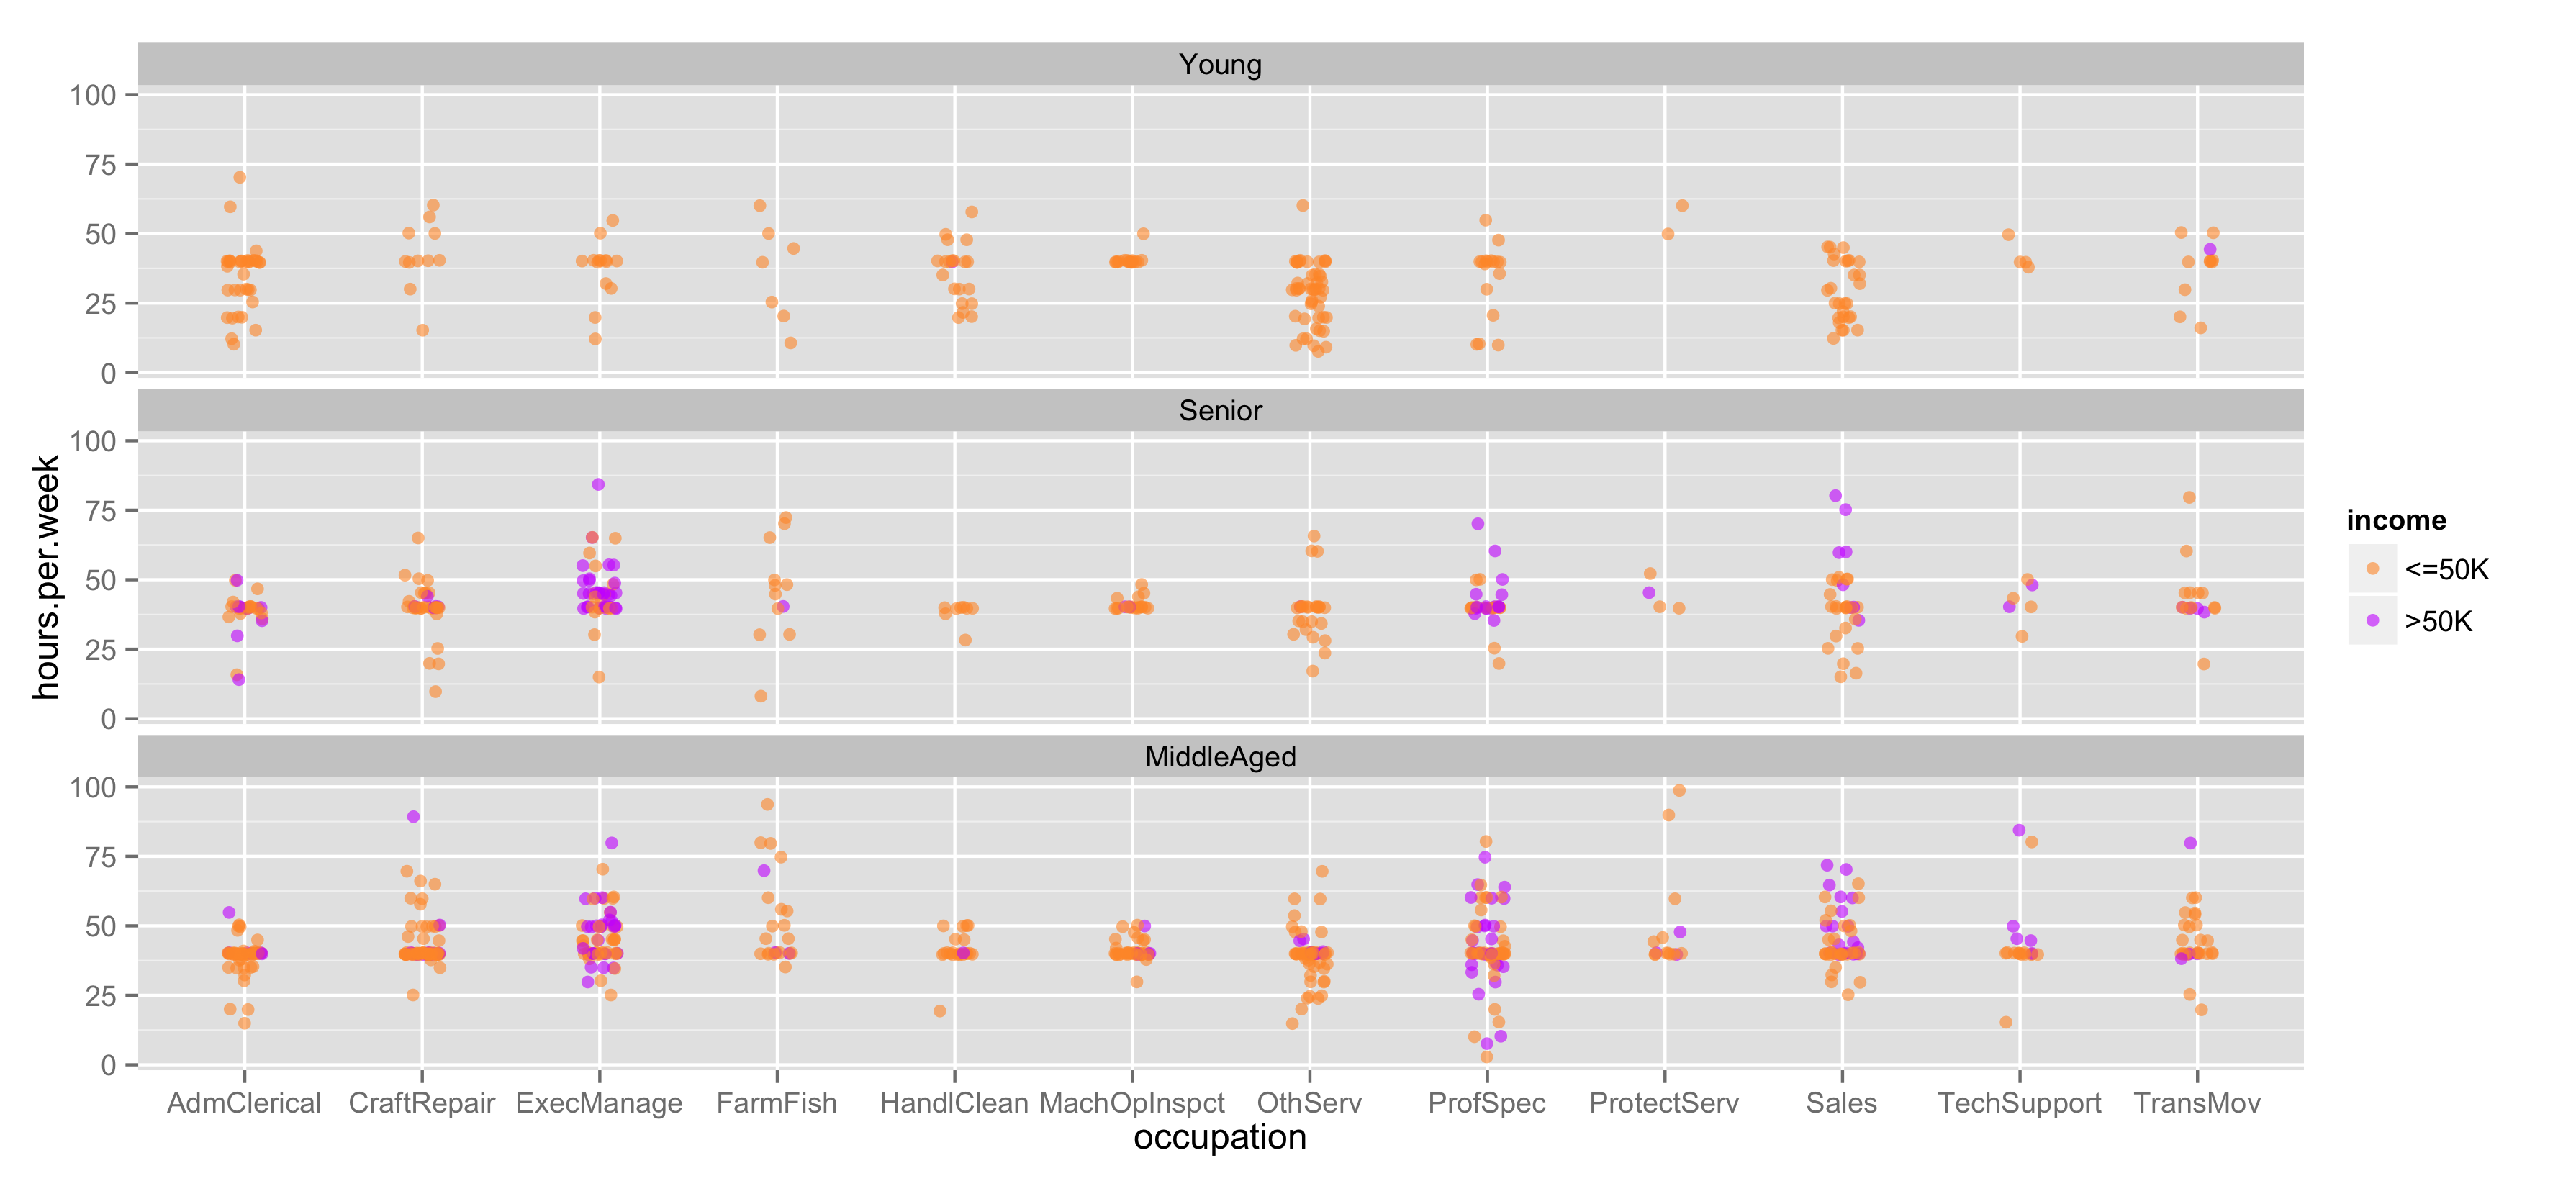 Young
100
75
50
25
0
Senior
100
75
50
25
0
MiddleAged
100
75
50
25
0
hours.per.week
AdmClerical CraftRepair ExecManage FarmFish HandlClean MachOpInspct OthServ ProfSpec ProtectServ Sales TechSupport TransMov
occupation
income
<=50K
>50K